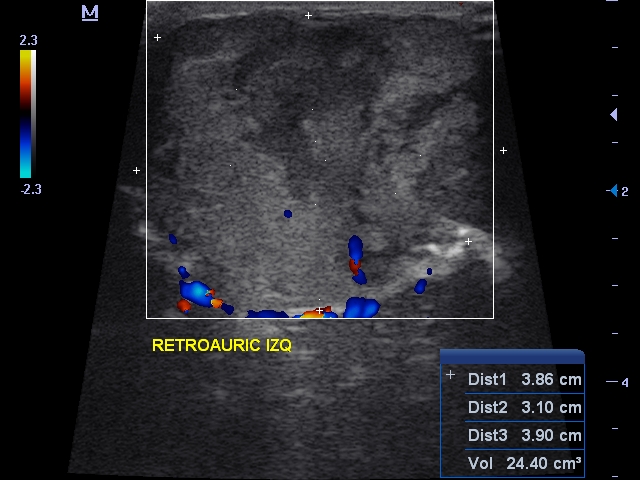 M
2.3
-2.3
2
4
RETROAURIC IZQ
Dist1 3.86 cm
Dist2 3.10 cm
Dist3 3.90 cm
Vol 24.40 cm³